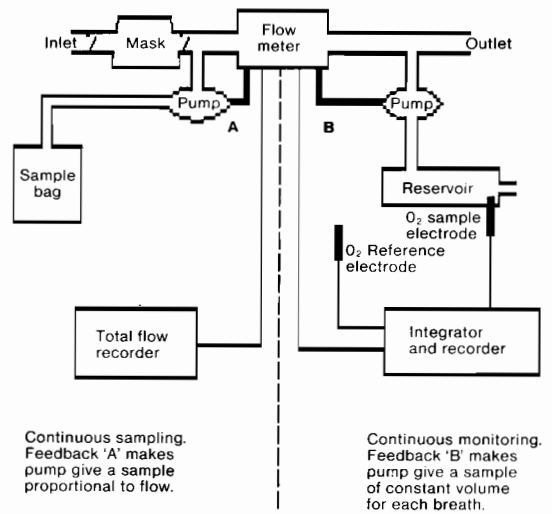 Inlet
Mask
Flow
meter
Outlet
Pump
A
B
Pump
Sample
bag
Reservoir
O₂ sample
electrode
O₂ Reference
electrode
Total flow
recorder
Integrator
and recorder
Continuous sampling.
Feedback ‘A’ makes
pump give a sample
proportional to flow.
Continuous monitoring.
Feedback ‘B’ makes
pump give a sample
of constant volume
for each breath.